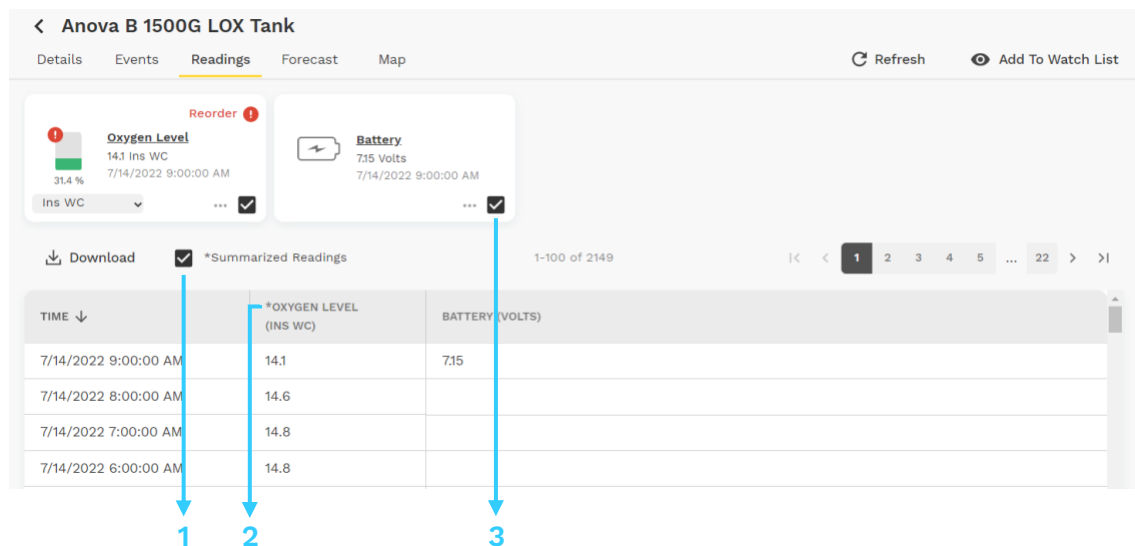 Anova B 1500G LOX Tank
Details Events Readings Forecast Map Refresh Add To Watch List
Reorder
Oxygen Level
14.1 Ins WC
7/14/2022 9:00:00 AM
31.4 %
Ins WC
Battery
7.15 Volts
7/14/2022 9:00:00 AM
Download *Summarized Readings 1-100 of 2149 1 2 3 4 5 ... 22
TIME *OXYGEN LEVEL (INS WC) BATTERY (VOLTS)
7/14/2022 9:00:00 AM 14.1 7.15
7/14/2022 8:00:00 AM 14.6
7/14/2022 7:00:00 AM 14.8
7/14/2022 6:00:00 AM 14.8
1 2 3